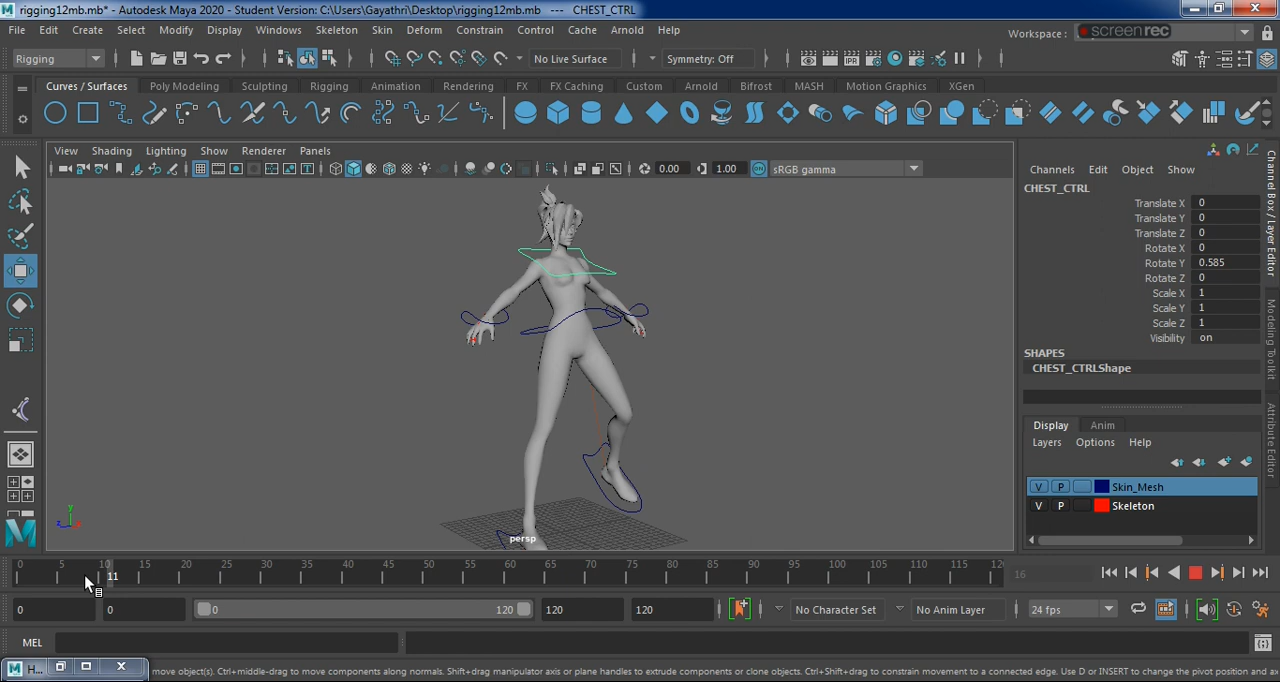 rigging12mb.mb* - Autodesk Maya 2020 - Student Version: C:\Users\Gayathri\Desktop\rigging12mb.mb --- CHEST_CTRL
File Edit Create Select Modify Display Windows Skeleton Skin Deform Constrain Control Cache Arnold Help
Workspace : screenrec
Rigging No Live Surface Symmetry: Off
Curves / Surfaces Poly Modeling Sculpting Rigging Animation Rendering FX FX Caching Custom Arnold Bifrost MASH Motion Graphics XGen
View Shading Lighting Show Renderer Panels
0.00 1.00 sRGB gamma
Channels Edit Object Show
CHEST_CTRL
Translate X 0
Translate Y 0
Translate Z 0
Rotate X 0
Rotate Y 0.585
Rotate Z 0
Scale X 1
Scale Y 1
Scale Z 1
Visibility on
SHAPES
CHEST_CTRLShape
Display Anim
Layers Options Help
V P Skin_Mesh
V P Skeleton
Channel Box / Layer Editor
Modeling Toolkit
Attribute Editor
y
z x
persp
0 5 10 15 20 25 30 35 40 45 50 55 60 65 70 75 80 85 90 95 100 105 110 115 120
11
16
0 0 0 120 120 120 No Character Set No Anim Layer 24 fps
MEL
H... move object(s). Ctrl+middle-drag to move components along normals. Shift+drag manipulator axis or plane handles to extrude components or clone objects. Ctrl+Shift+drag to constrain movement to a connected edge. Use D or INSERT to change the pivot position and ax